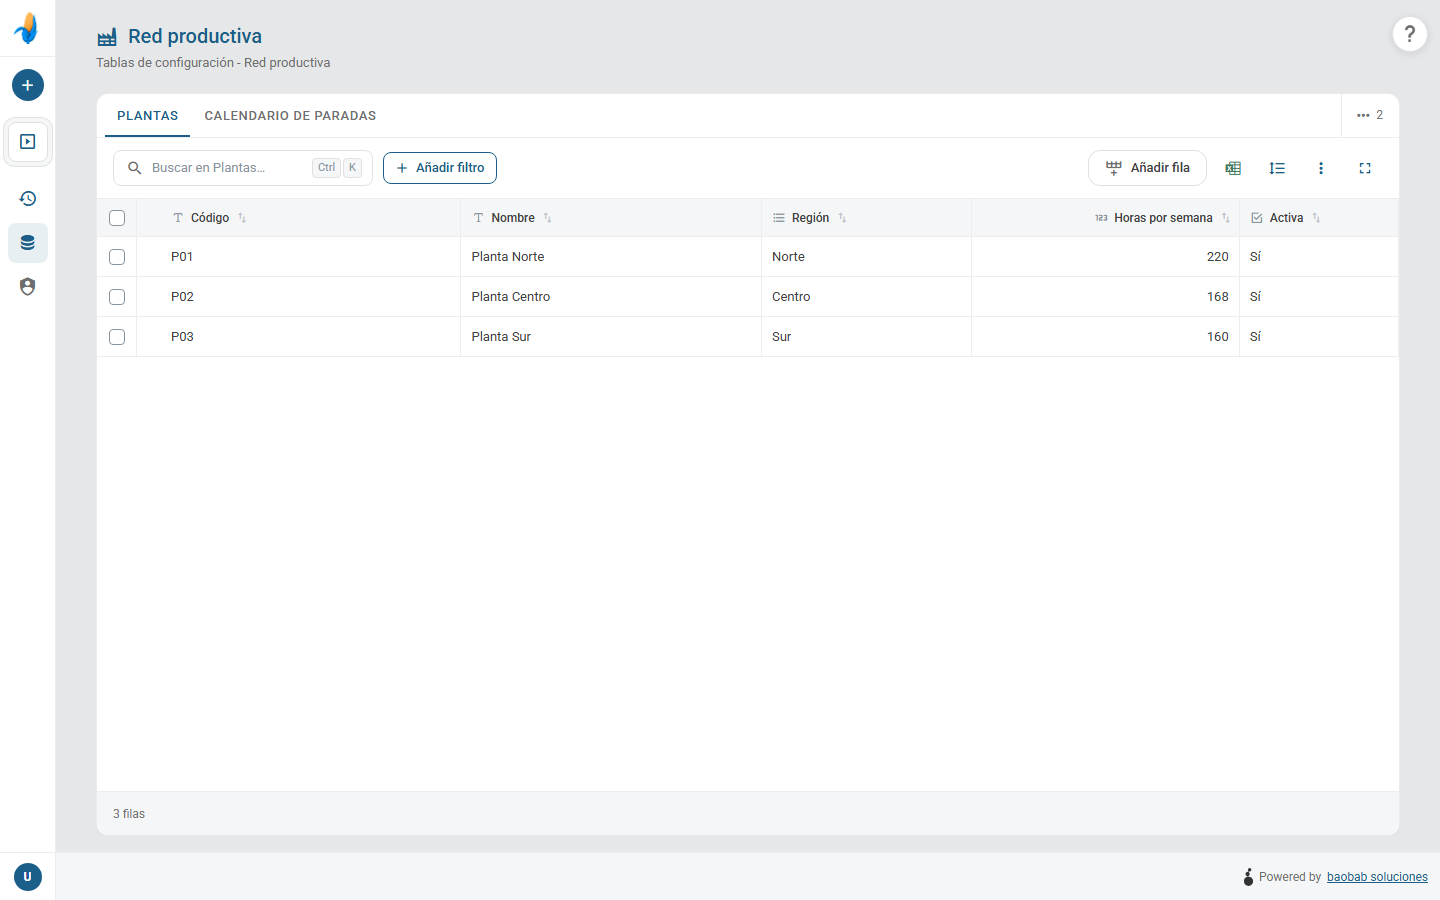 Red productiva
Tablas de configuración - Red productiva
?
PLANTAS CALENDARIO DE PARADAS ••• 2
Buscar en Plantas... Ctrl K + Añadir filtro Añadir fila
Código Nombre Región 123 Horas por semana Activa
P01 Planta Norte Norte 220 Sí
P02 Planta Centro Centro 168 Sí
P03 Planta Sur Sur 160 Sí
3 filas
U
Powered by baobab soluciones